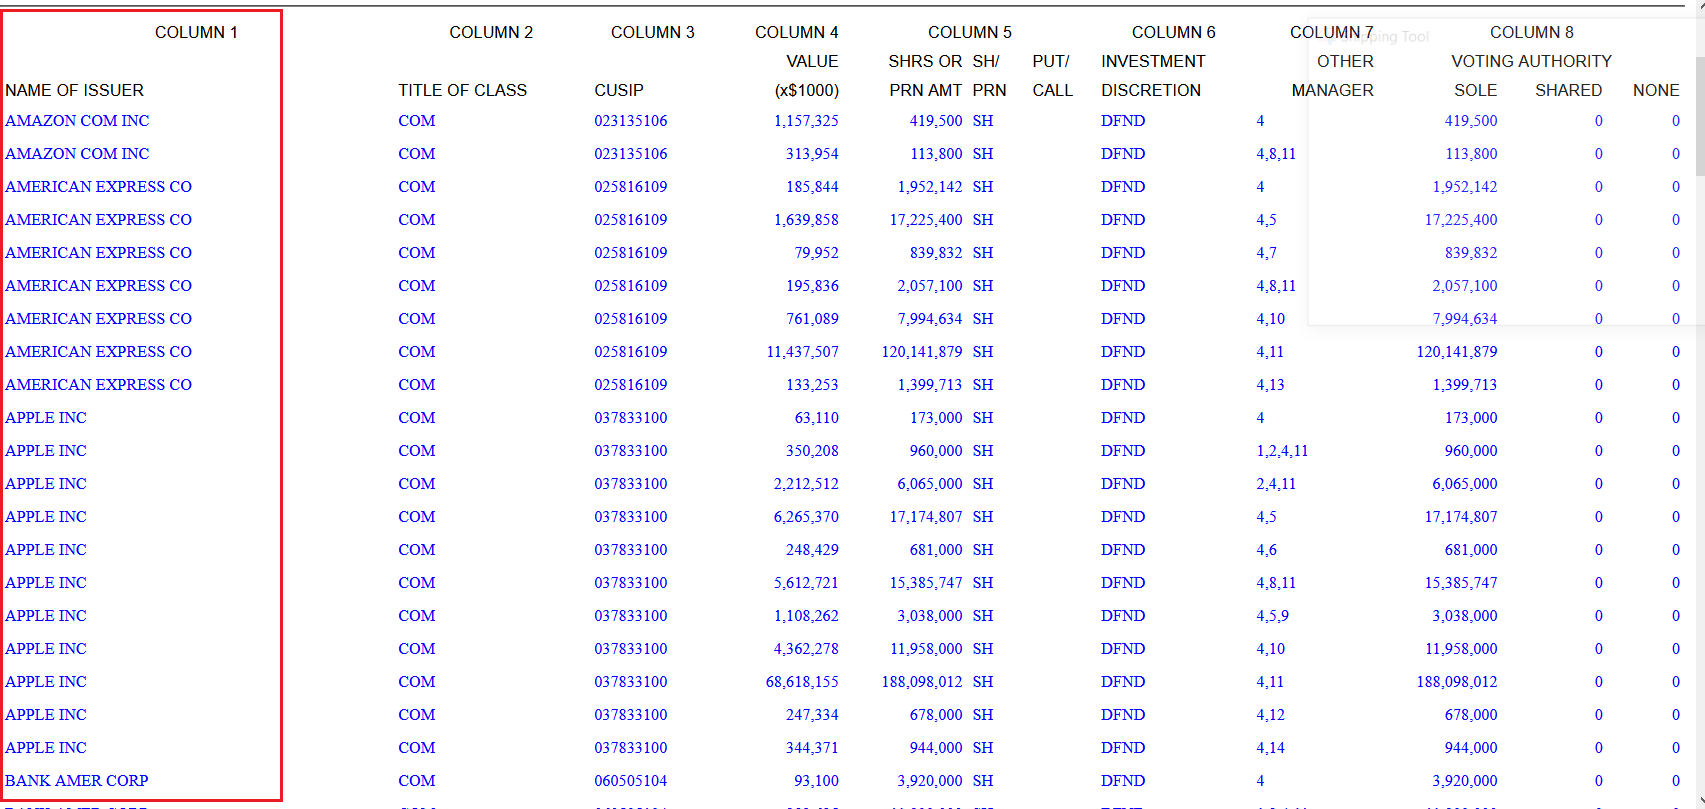 COLUMN 1 COLUMN 2 COLUMN 3 COLUMN 4 COLUMN 5 COLUMN 6 COLUMN 7 COLUMN 8
VALUE SHRS OR SH/ PUT/ INVESTMENT OTHER VOTING AUTHORITY
NAME OF ISSUER TITLE OF CLASS CUSIP (x$1000) PRN AMT PRN CALL DISCRETION MANAGER SOLE SHARED NONE
AMAZON COM INC COM 023135106 1,157,325 419,500 SH DFND 4 419,500 0 0
AMAZON COM INC COM 023135106 313,954 113,800 SH DFND 4,8,11 113,800 0 0
AMERICAN EXPRESS CO COM 025816109 185,844 1,952,142 SH DFND 4 1,952,142 0 0
AMERICAN EXPRESS CO COM 025816109 1,639,858 17,225,400 SH DFND 4,5 17,225,400 0 0
AMERICAN EXPRESS CO COM 025816109 79,952 839,832 SH DFND 4,7 839,832 0 0
AMERICAN EXPRESS CO COM 025816109 195,836 2,057,100 SH DFND 4,8,11 2,057,100 0 0
AMERICAN EXPRESS CO COM 025816109 761,089 7,994,634 SH DFND 4,10 7,994,634 0 0
AMERICAN EXPRESS CO COM 025816109 11,437,507 120,141,879 SH DFND 4,11 120,141,879 0 0
AMERICAN EXPRESS CO COM 025816109 133,253 1,399,713 SH DFND 4,13 1,399,713 0 0
APPLE INC COM 037833100 63,110 173,000 SH DFND 4 173,000 0 0
APPLE INC COM 037833100 350,208 960,000 SH DFND 1,2,4,11 960,000 0 0
APPLE INC COM 037833100 2,212,512 6,065,000 SH DFND 2,4,11 6,065,000 0 0
APPLE INC COM 037833100 6,265,370 17,174,807 SH DFND 4,5 17,174,807 0 0
APPLE INC COM 037833100 248,429 681,000 SH DFND 4,6 681,000 0 0
APPLE INC COM 037833100 5,612,721 15,385,747 SH DFND 4,8,11 15,385,747 0 0
APPLE INC COM 037833100 1,108,262 3,038,000 SH DFND 4,5,9 3,038,000 0 0
APPLE INC COM 037833100 4,362,278 11,958,000 SH DFND 4,10 11,958,000 0 0
APPLE INC COM 037833100 68,618,155 188,098,012 SH DFND 4,11 188,098,012 0 0
APPLE INC COM 037833100 247,334 678,000 SH DFND 4,12 678,000 0 0
APPLE INC COM 037833100 344,371 944,000 SH DFND 4,14 944,000 0 0
BANK AMER CORP COM 060505104 93,100 3,920,000 SH DFND 4 3,920,000 0 0